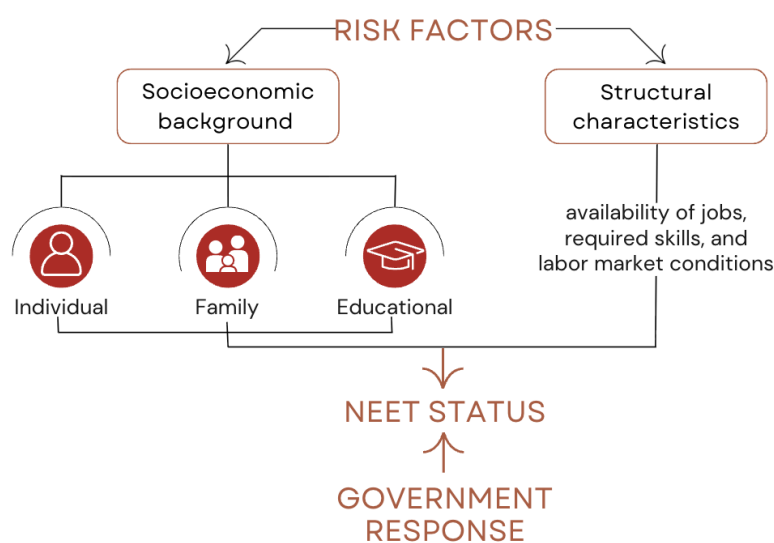 RISK FACTORS
Socioeconomic
background
Structural
characteristics
availability of jobs,
required skills, and
labor market conditions
Individual
Family
Educational
NEET STATUS
GOVERNMENT
RESPONSE